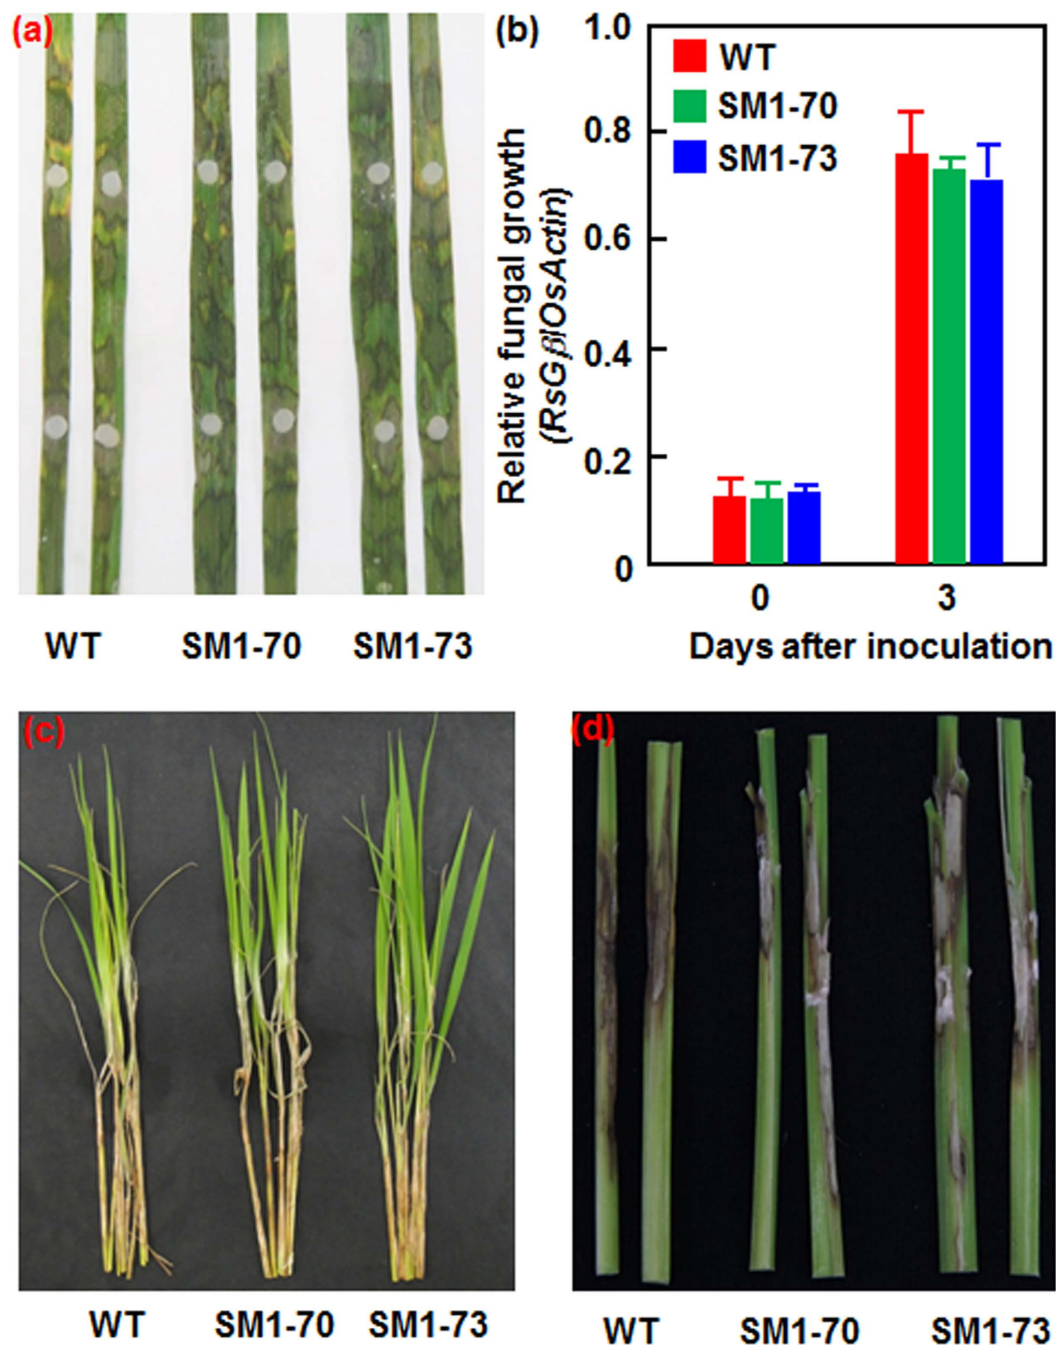 (a)
WT SM1-70 SM1-73
(b)
Relative fungal growth
(RsGβ/OsActin)
1.0
0.8
0.6
0.4
0.2
0
WT
SM1-70
SM1-73
0 3
Days after inoculation
(c)
WT SM1-70 SM1-73
(d)
WT SM1-70 SM1-73